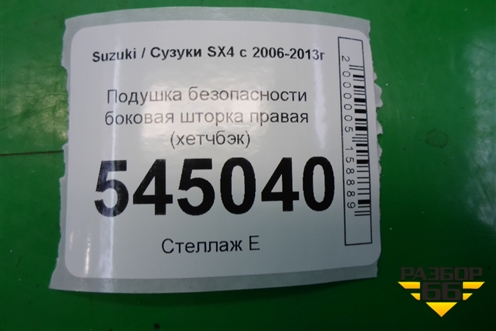 Suzuki / Сузуки SX4 с 2006-2013г
Подушка безопасности
боковая шторка правая
(хетчбэк)
545040
Стеллаж Е
2000005158889
РАЗБОР
66